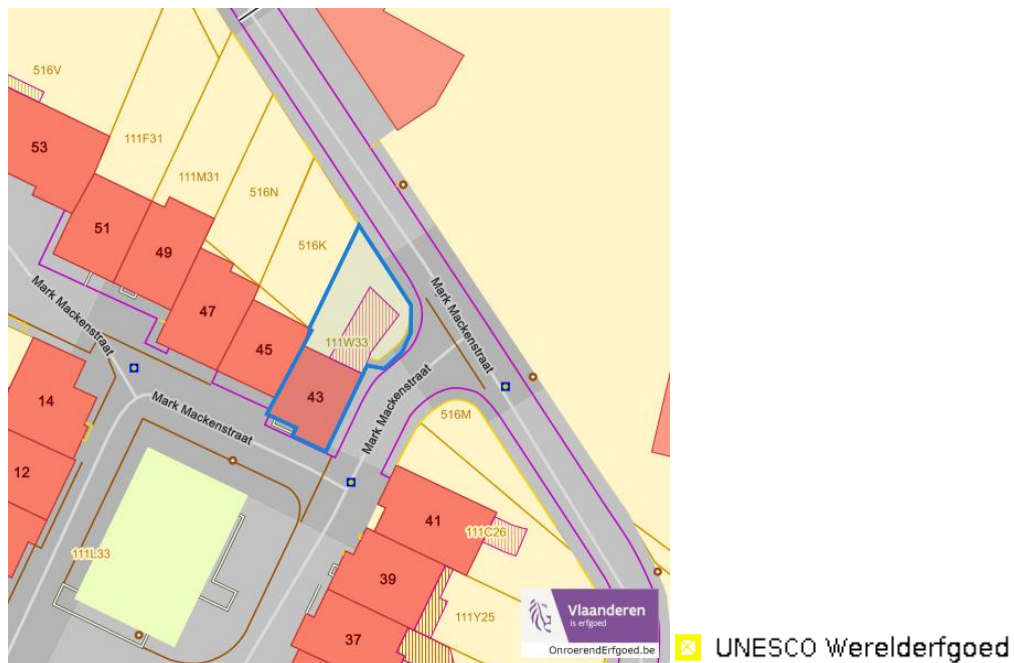 516V
53
111F31
111M31
516N
51
49
516K
47
Mark Mackenstraat
Mark Mackenstraat
111W33
45
43
14
Mark Mackenstraat
Mark Mackenstraat
516M
12
41
111C26
111L33
39
111Y25
37
Vlaanderen
is erfgoed
OnroerendErfgoed.be
UNESCO Werelderfgoed